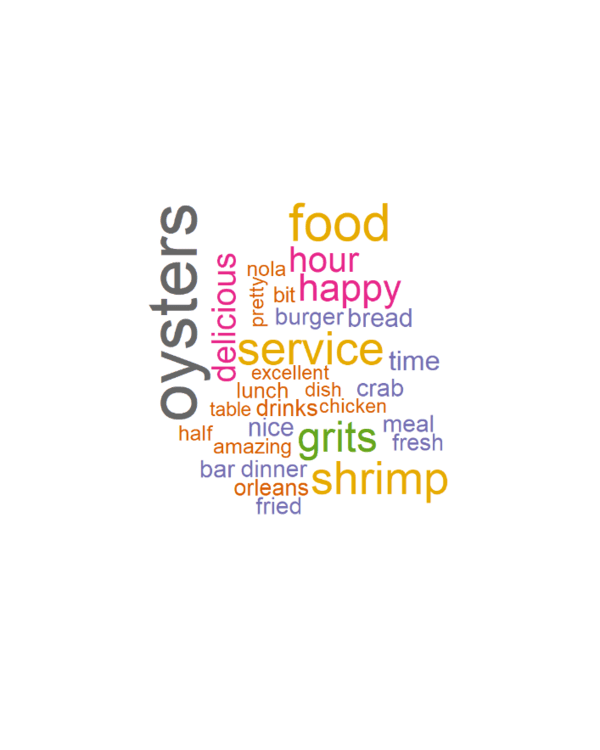 oysters
food
delicious
nola
hour
pretty
bit
happy
burger
bread
service
time
excellent
lunch
dish
crab
table
drinks
chicken
half
nice
grits
meal
amazing
fresh
bar
dinner
shrimp
orleans
fried